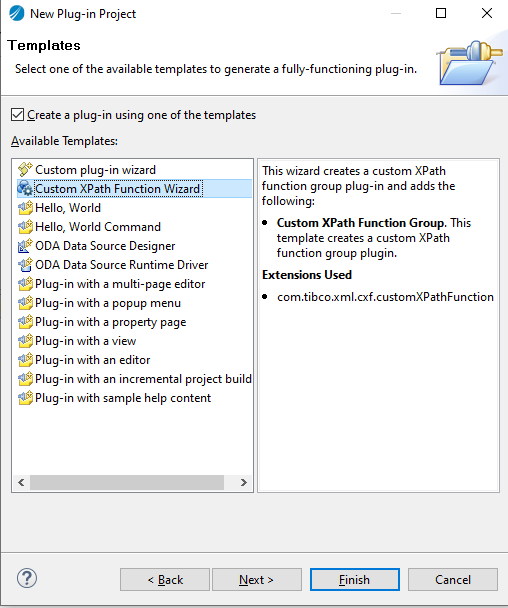 New Plug-in Project
Templates
Select one of the available templates to generate a fully-functioning plug-in.
Create a plug-in using one of the templates
Available Templates:
Custom plug-in wizard
Custom XPath Function Wizard
Hello, World
Hello, World Command
ODA Data Source Designer
ODA Data Source Runtime Driver
Plug-in with a multi-page editor
Plug-in with a popup menu
Plug-in with a property page
Plug-in with a view
Plug-in with an editor
Plug-in with an incremental project build
Plug-in with sample help content
This wizard creates a custom XPath
function group plug-in and adds the
following:
• Custom XPath Function Group. This
template creates a custom XPath
function group plugin.
Extensions Used
• com.tibco.xml.cxf.customXPathFunction
?
< Back
Next >
Finish
Cancel